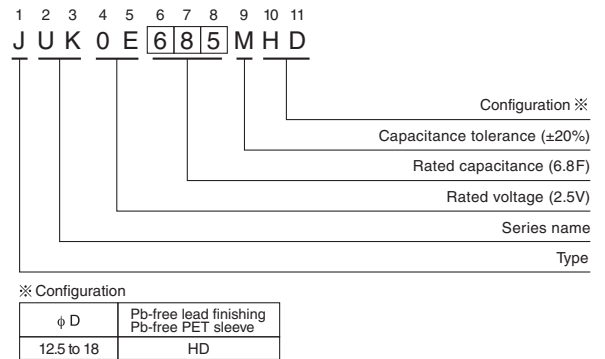 1 2 3 4 5 6 7 8 9 10 11
J U K 0 E 6 8 5 M H D
Configuration ※
Capacitance tolerance (±20%)
Rated capacitance (6.8F)
Rated voltage (2.5V)
Series name
Type
※ Configuration
ϕ D
Pb-free lead finishing
Pb-free PET sleeve
12.5 to 18
HD